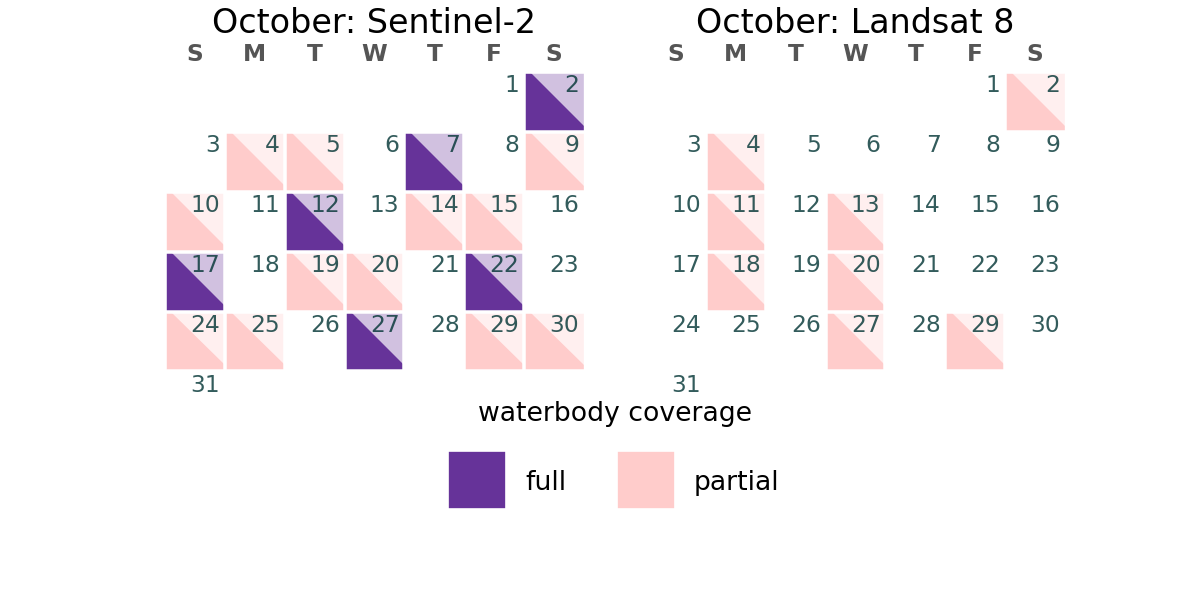 October: Sentinel-2
S M T W T F S
1 2
3 4 5 6 7 8 9
10 11 12 13 14 15 16
17 18 19 20 21 22 23
24 25 26 27 28 29 30
31
October: Landsat 8
S M T W T F S
1 2
3 4 5 6 7 8 9
10 11 12 13 14 15 16
17 18 19 20 21 22 23
24 25 26 27 28 29 30
31
waterbody coverage
full partial